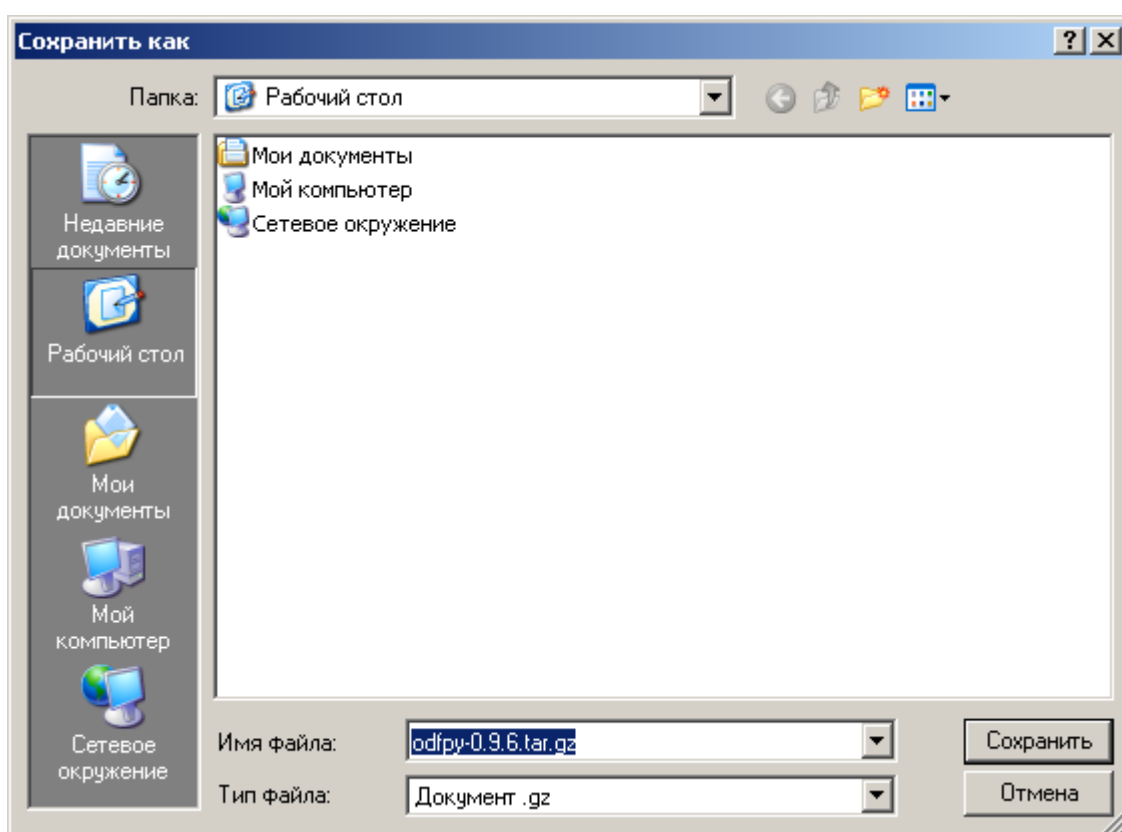 Сохранить как
Папка: Рабочий стол
Мои документы
Мой компьютер
Сетевое окружение
Недавние
документы
Рабочий стол
Мои
документы
Мой
компьютер
Сетевое
окружение
Имя файла: odfpy-0.9.6.tar.gz Сохранить
Тип файла: Документ .gz Отмена